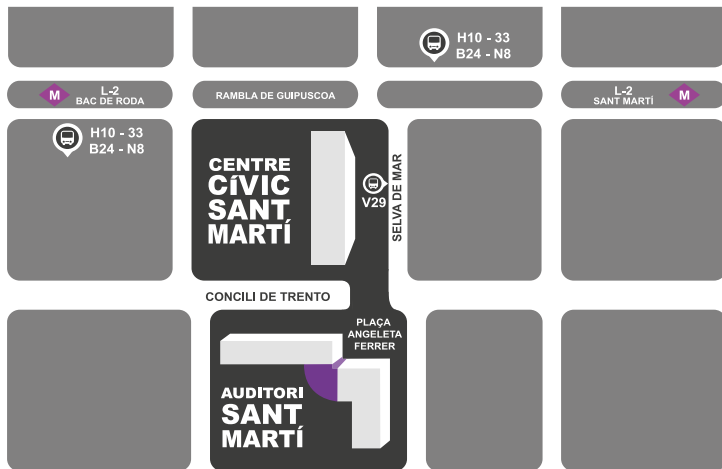 H10 - 33
B24 - N8
M
L-2
BAC DE RODA
RAMBLA DE GUIPUSCOA
L-2
SANT MARTÍ
M
H10 - 33
B24 - N8
CENTRE
CíVIC
SANT
MARTÍ
V29
SELVA DE MAR
CONCILI DE TRENTO
PLAÇA
ANGELETA
FERRER
AUDITORI
SANT
MARTÍ